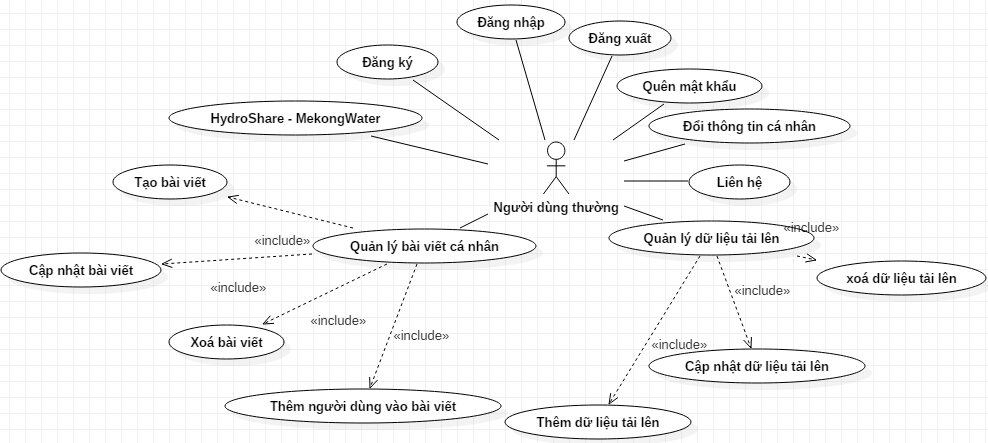 Đăng nhập
Đăng xuất
Đăng ký
Quên mật khẩu
HydroShare - MekongWater
Đổi thông tin cá nhân
Tạo bài viết
Liên hệ
Người dùng thường
«include»
Quản lý bài viết cá nhân
«include»
Quản lý dữ liệu tải lên
Cập nhật bài viết
xoá dữ liệu tải lên
«include»
«include»
«include»
«include»
Xoá bài viết
«include»
Cập nhật dữ liệu tải lên
Thêm người dùng vào bài viết
Thêm dữ liệu tải lên